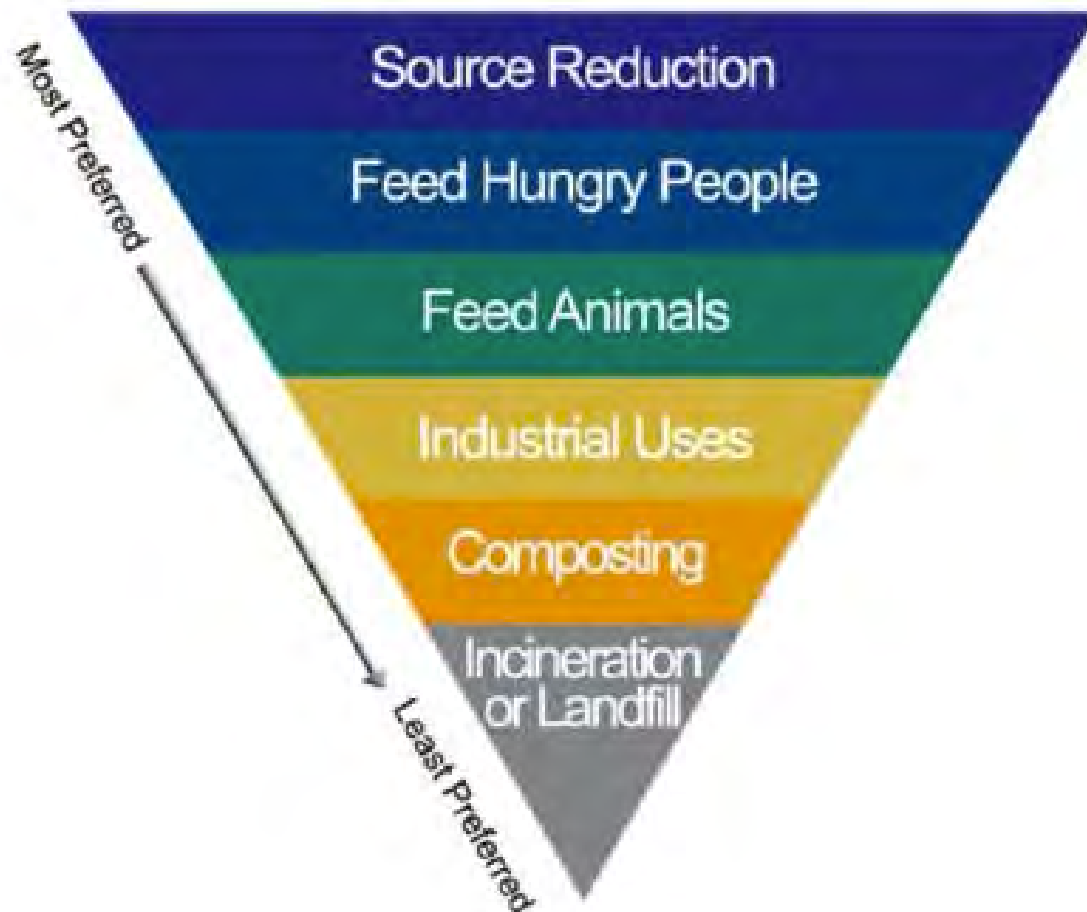 Most Preferred
Source Reduction
Feed Hungry People
Feed Animals
Industrial Uses
Composting
Incineration
or Landfill
Least Preferred